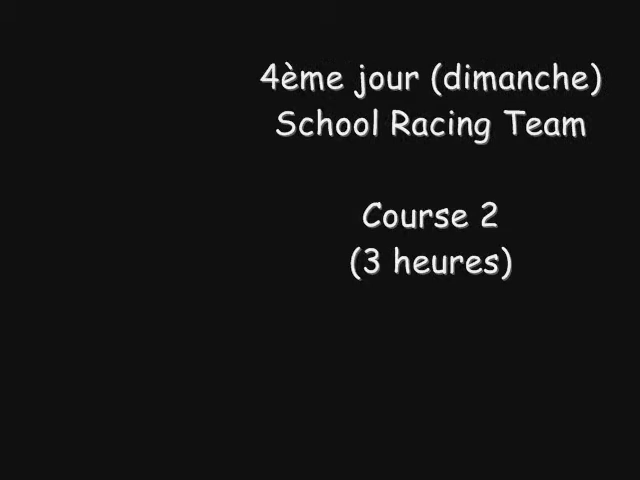 4ème jour (dimanche)
School Racing Team
Course 2
(3 heures)